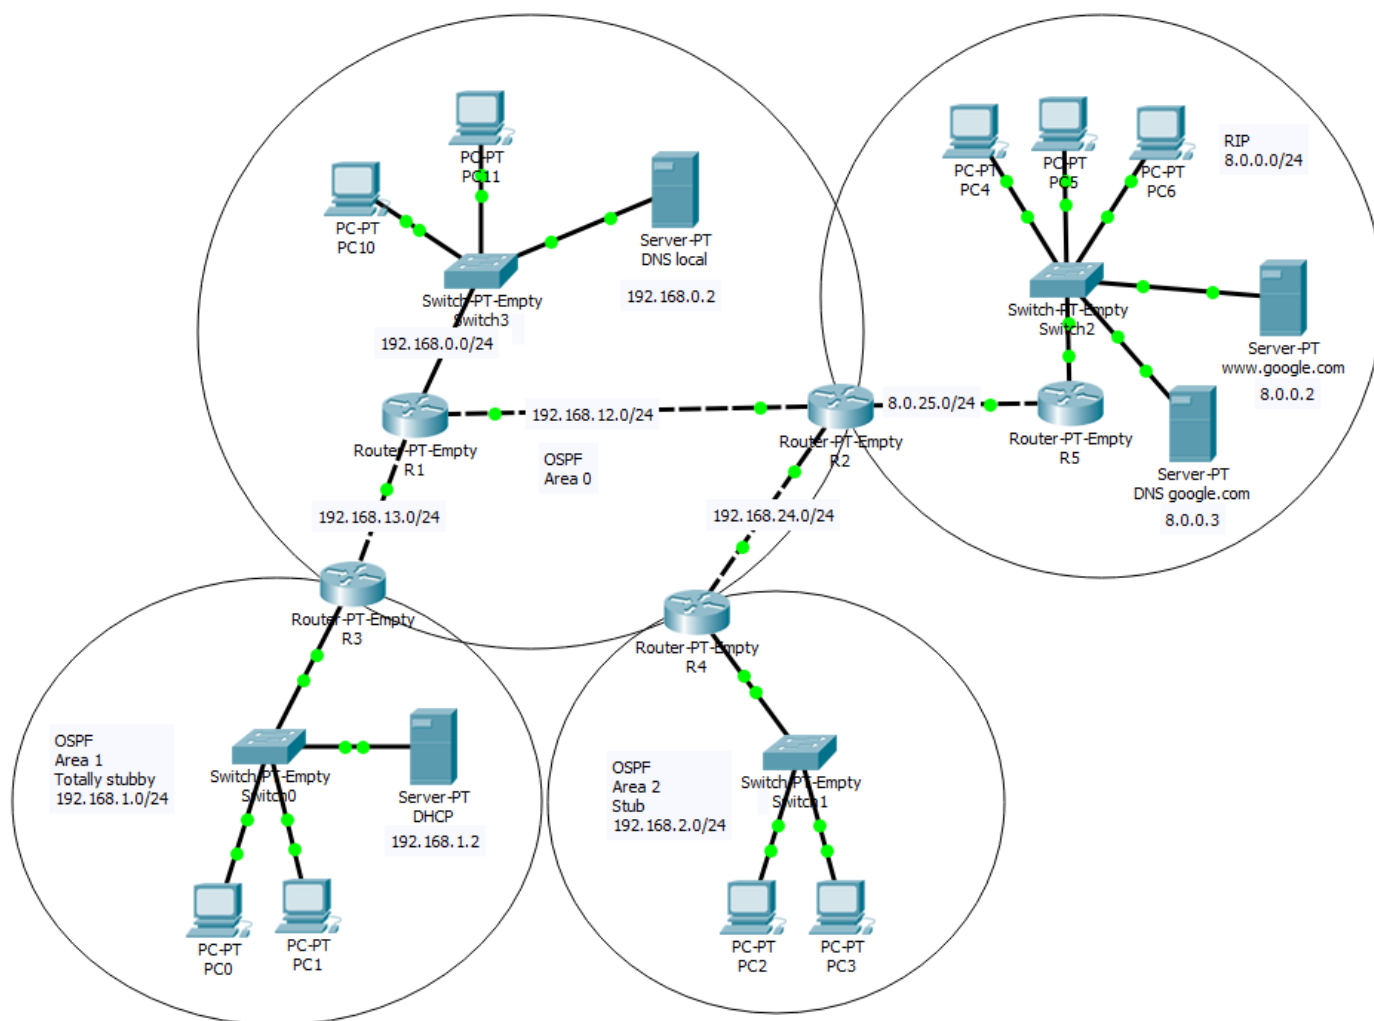 PC-PT
PC11
PC-PT
PC10
Server-PT
DNS local
192.168.0.2
Switch-PT-Empty
Switch3
192.168.0.0/24
Router-PT-Empty
R1
192.168.12.0/24
OSPF
Area 0
192.168.13.0/24
Router-PT-Empty
R2
8.0.25.0/24
192.168.24.0/24
PC-PT
PC4
PC-PT
PC5
PC-PT
PC6
RIP
8.0.0.0/24
Switch-PT-Empty
Switch2
Server-PT
www.google.com
8.0.0.2
Router-PT-Empty
R5
Server-PT
DNS google.com
8.0.0.3
Router-PT-Empty
R3
Router-PT-Empty
R4
OSPF
Area 1
Totally stubby
192.168.1.0/24
Switch-PT-Empty
Switch0
Server-PT
DHCP
192.168.1.2
PC-PT
PC0
PC-PT
PC1
OSPF
Area 2
Stub
192.168.2.0/24
Switch-PT-Empty
Switch1
PC-PT
PC2
PC-PT
PC3